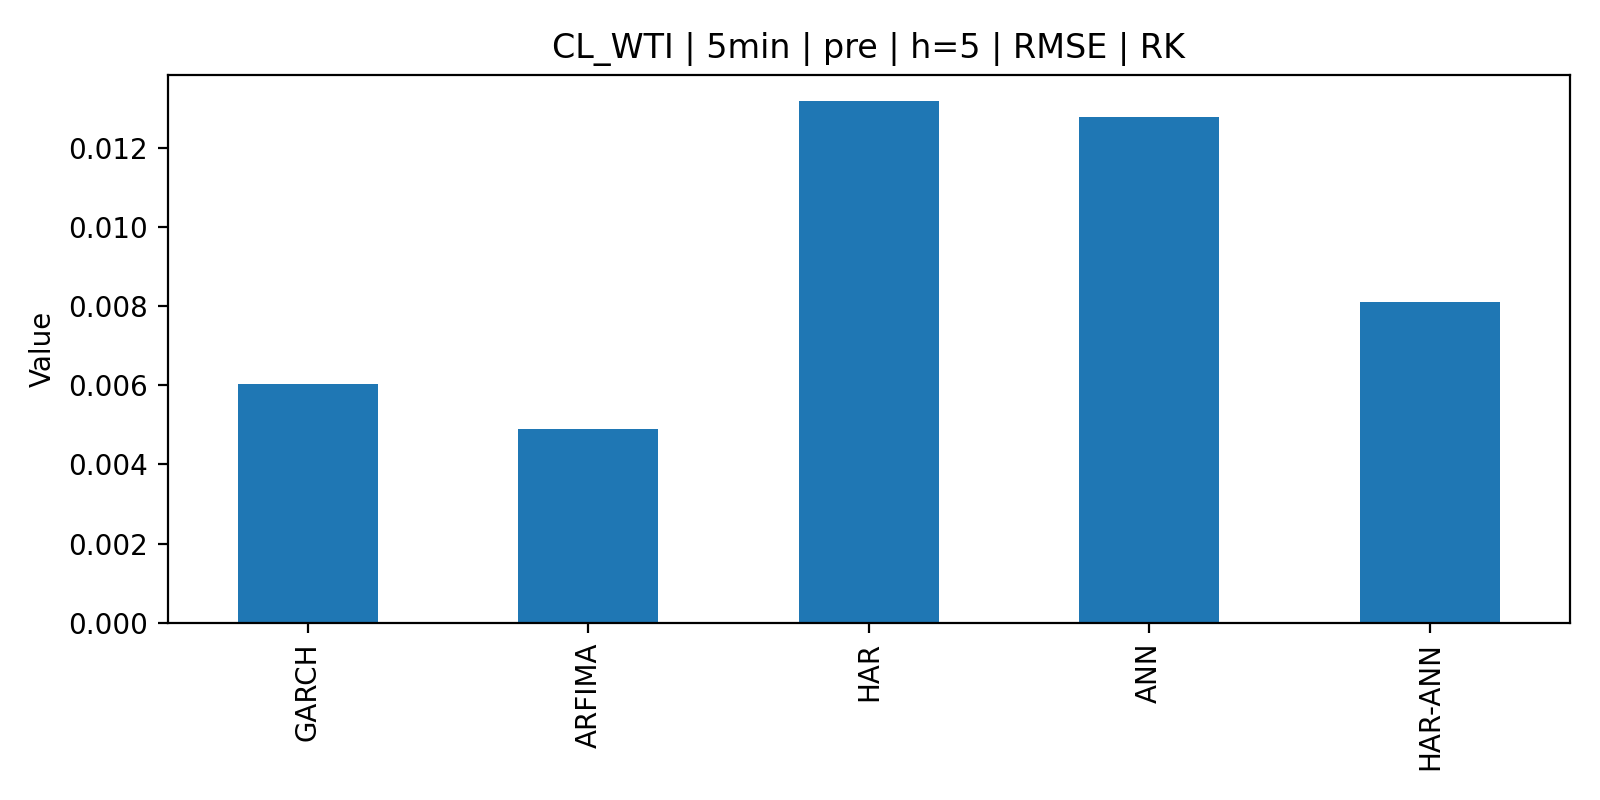 CL_WTI | 5min | pre | h=5 | RMSE | RK
Value
0.012
0.010
0.008
0.006
0.004
0.002
0.000
GARCH
ARFIMA
HAR
ANN
HAR-ANN